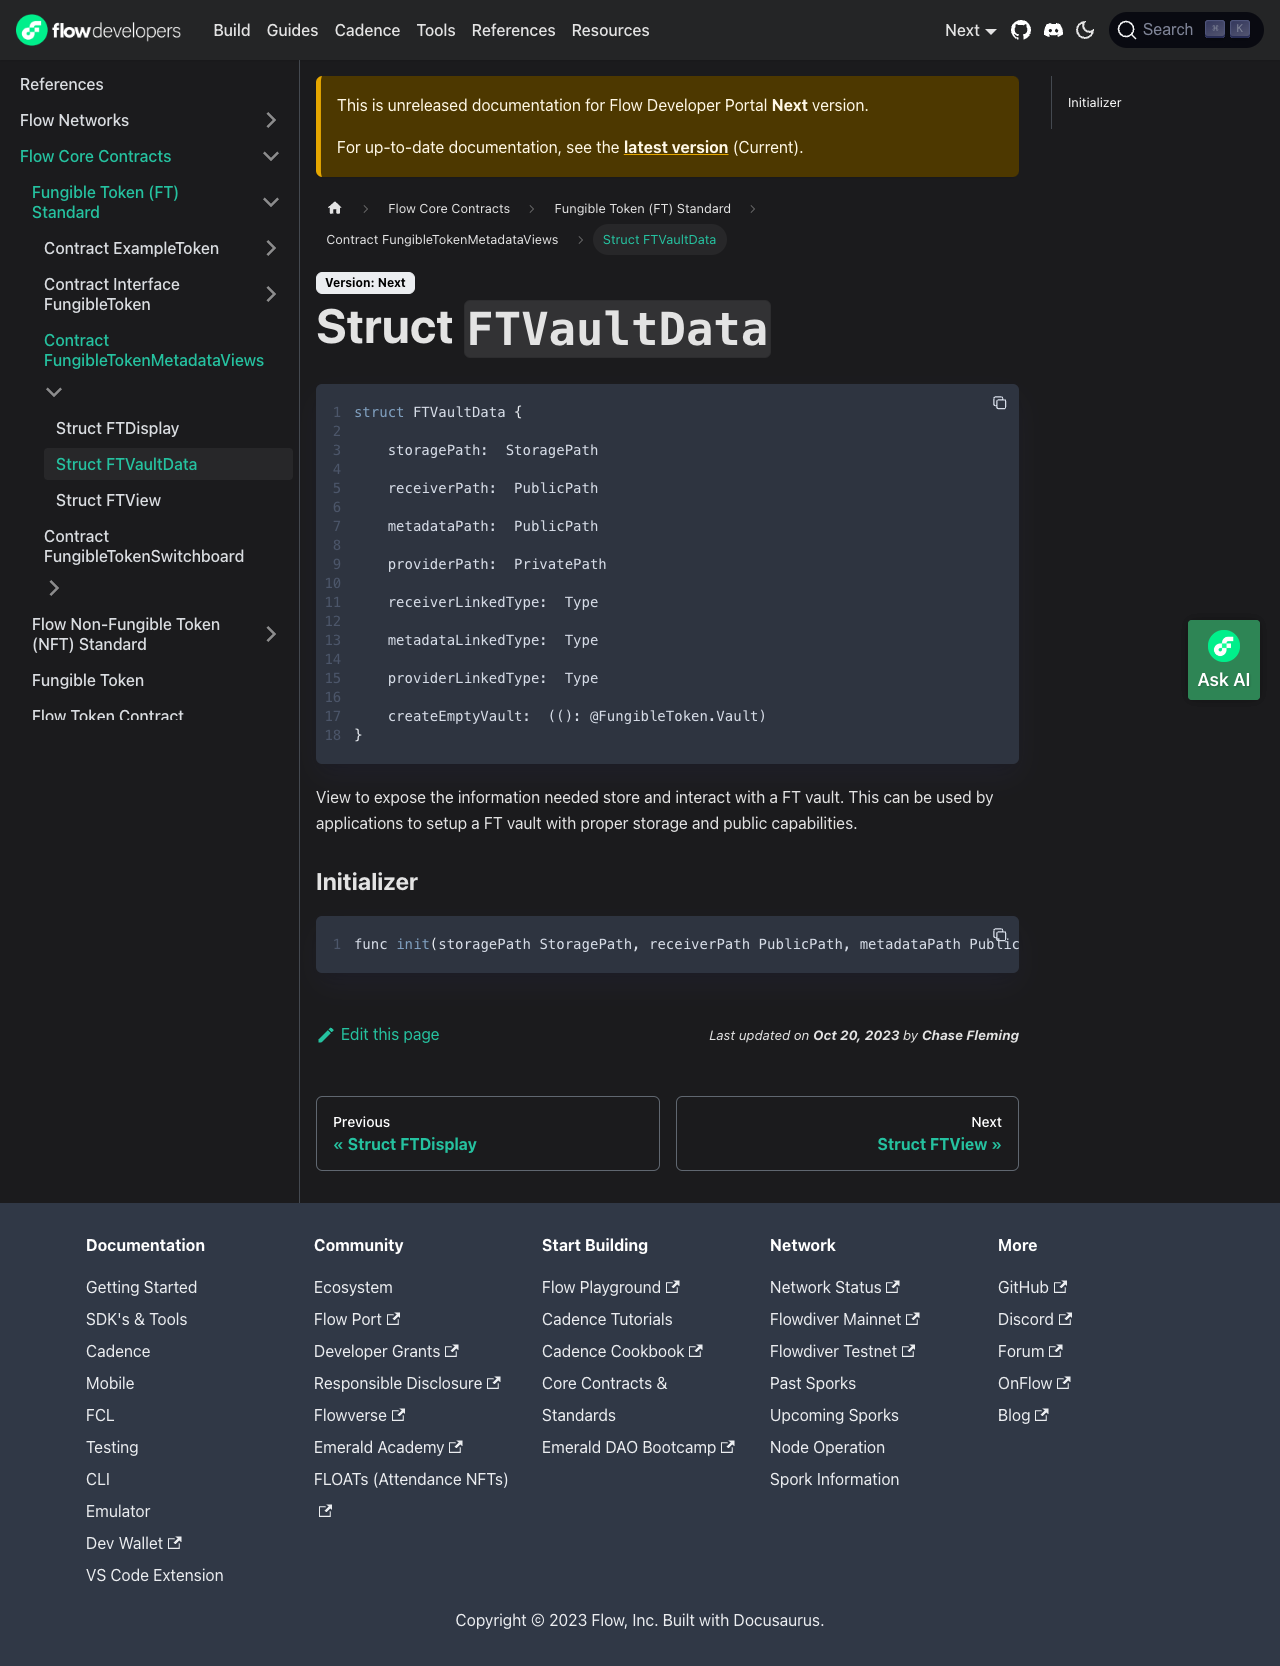 flowdevelopers
Build Guides Cadence Tools References Resources
Next
Search ⌘ K
References
Flow Networks
Flow Core Contracts
Fungible Token (FT)
Standard
Contract ExampleToken
Contract Interface
FungibleToken
Contract
FungibleTokenMetadataViews
Struct FTDisplay
Struct FTVaultData
Struct FTView
Contract
FungibleTokenSwitchboard
Flow Non-Fungible Token
(NFT) Standard
Fungible Token
Flow Token Contract
This is unreleased documentation for Flow Developer Portal Next version.
For up-to-date documentation, see the latest version (Current).
Flow Core Contracts Fungible Token (FT) Standard
Contract FungibleTokenMetadataViews Struct FTVaultData
Version: Next
Struct FTVaultData
1 struct FTVaultData {
2
3 storagePath:  StoragePath
4
5 receiverPath:  PublicPath
6
7 metadataPath:  PublicPath
8
9 providerPath:  PrivatePath
10
11 receiverLinkedType:  Type
12
13 metadataLinkedType:  Type
14
15 providerLinkedType:  Type
16
17 createEmptyVault:  ((): @FungibleToken.Vault)
18 }
View to expose the information needed store and interact with a FT vault. This can be used by
applications to setup a FT vault with proper storage and public capabilities.
Initializer
1 func init(storagePath StoragePath, receiverPath PublicPath, metadataPath Public
Edit this page
Last updated on Oct 20, 2023 by Chase Fleming
Previous
« Struct FTDisplay
Next
Struct FTView »
Initializer
Ask AI
Documentation
Getting Started
SDK's & Tools
Cadence
Mobile
FCL
Testing
CLI
Emulator
Dev Wallet
VS Code Extension
Community
Ecosystem
Flow Port
Developer Grants
Responsible Disclosure
Flowverse
Emerald Academy
FLOATs (Attendance NFTs)
Start Building
Flow Playground
Cadence Tutorials
Cadence Cookbook
Core Contracts &
Standards
Emerald DAO Bootcamp
Network
Network Status
Flowdiver Mainnet
Flowdiver Testnet
Past Sporks
Upcoming Sporks
Node Operation
Spork Information
More
GitHub
Discord
Forum
OnFlow
Blog
Copyright © 2023 Flow, Inc. Built with Docusaurus.